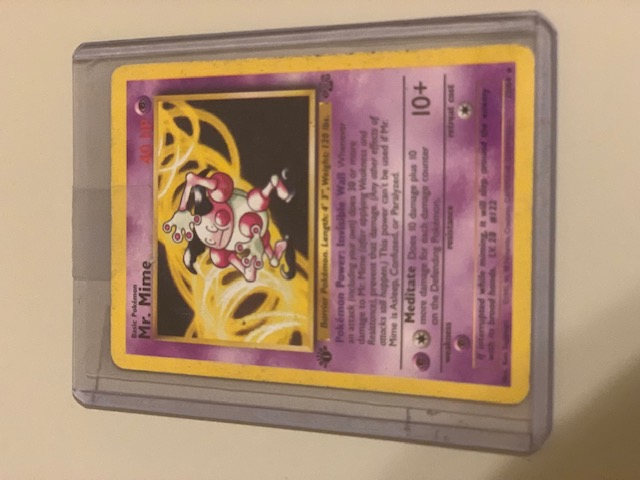 Basic Pokémon
Mr. Mime 40 HP
1
Barrier Pokémon. Length: 4' 3", Weight: 120 lbs.
Pokémon Power: Invisible Wall Whenever
an attack (including your own) does 30 or more
damage to Mr. Mime (after applying Weakness and
Resistance), prevent that damage. (Any other effects of
attacks still happen.) This power can't be used if Mr.
Mime is Asleep, Confused, or Paralyzed.
Meditate Does 10 damage plus 10
more damage for each damage counter
on the Defending Pokémon.
10+
weakness resistance retreat cost
If interrupted while miming, it will slap around the enemy
with its broad hands. LV. 28 #122